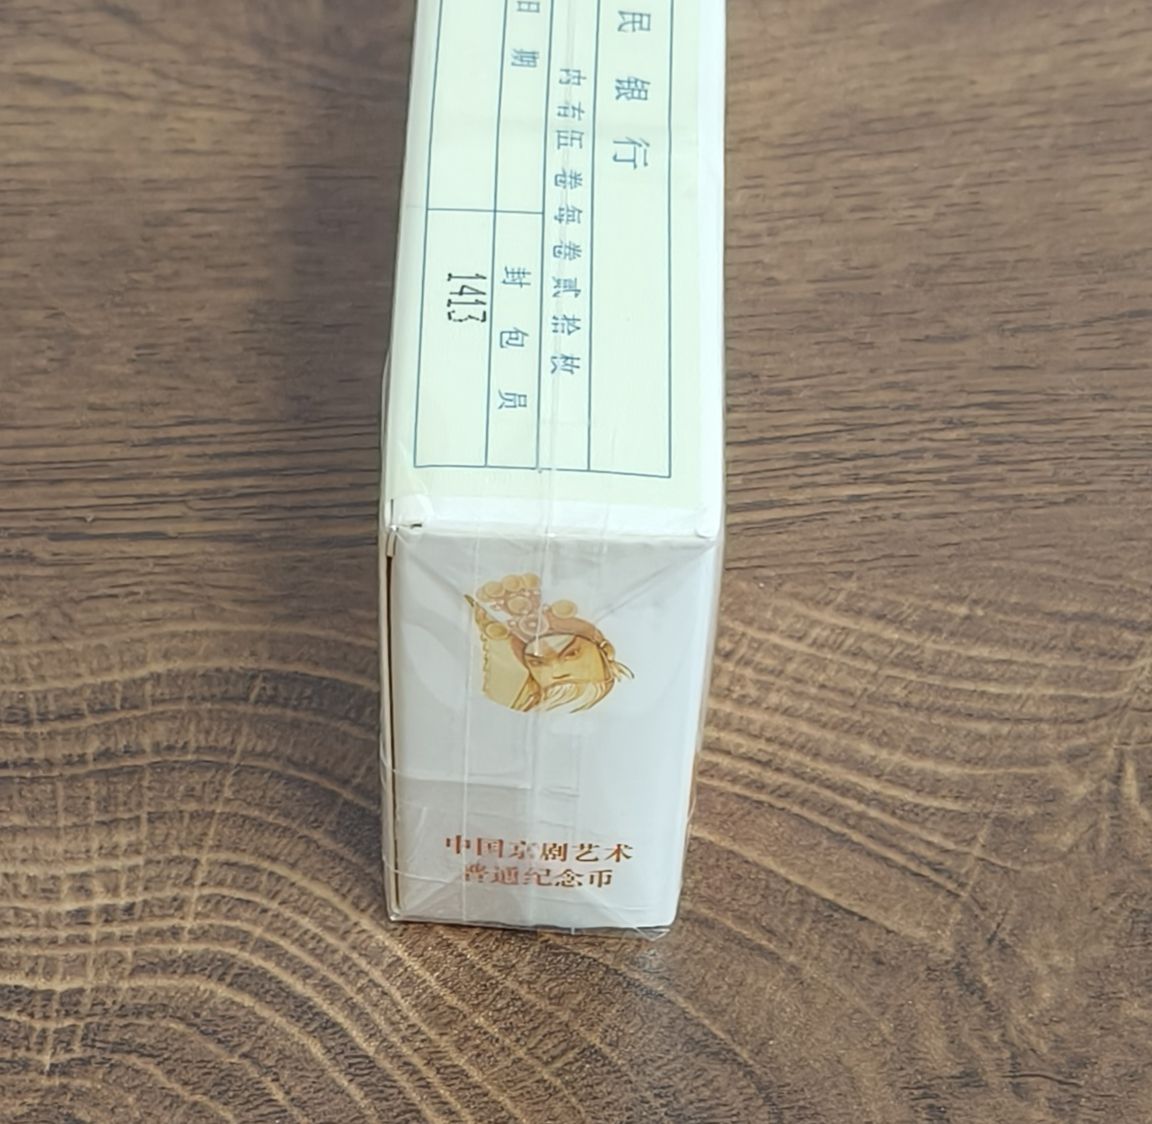 民银行
内有伍卷每卷贰拾枚
日期
封包员
1413
中国京剧艺术
普通纪念币